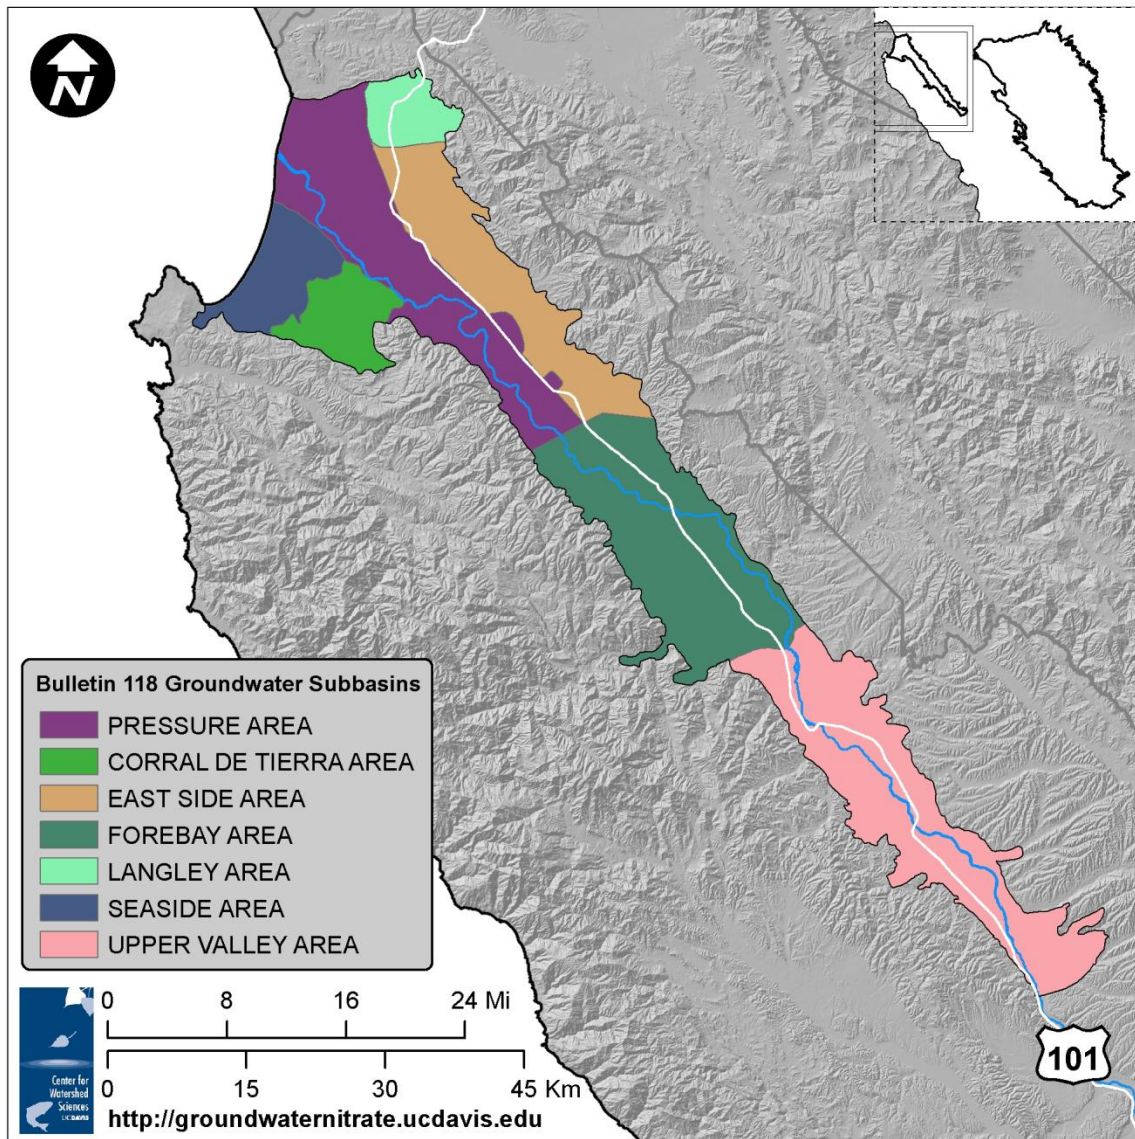 N
Bulletin 118 Groundwater Subbasins
PRESSURE AREA
CORRAL DE TIERRA AREA
EAST SIDE AREA
FOREBAY AREA
LANGLEY AREA
SEASIDE AREA
UPPER VALLEY AREA
0 8 16 24 Mi
0 15 30 45 Km
Center for
Watershed
Sciences
UC DAVIS
http://groundwaternitrate.ucdavis.edu
101